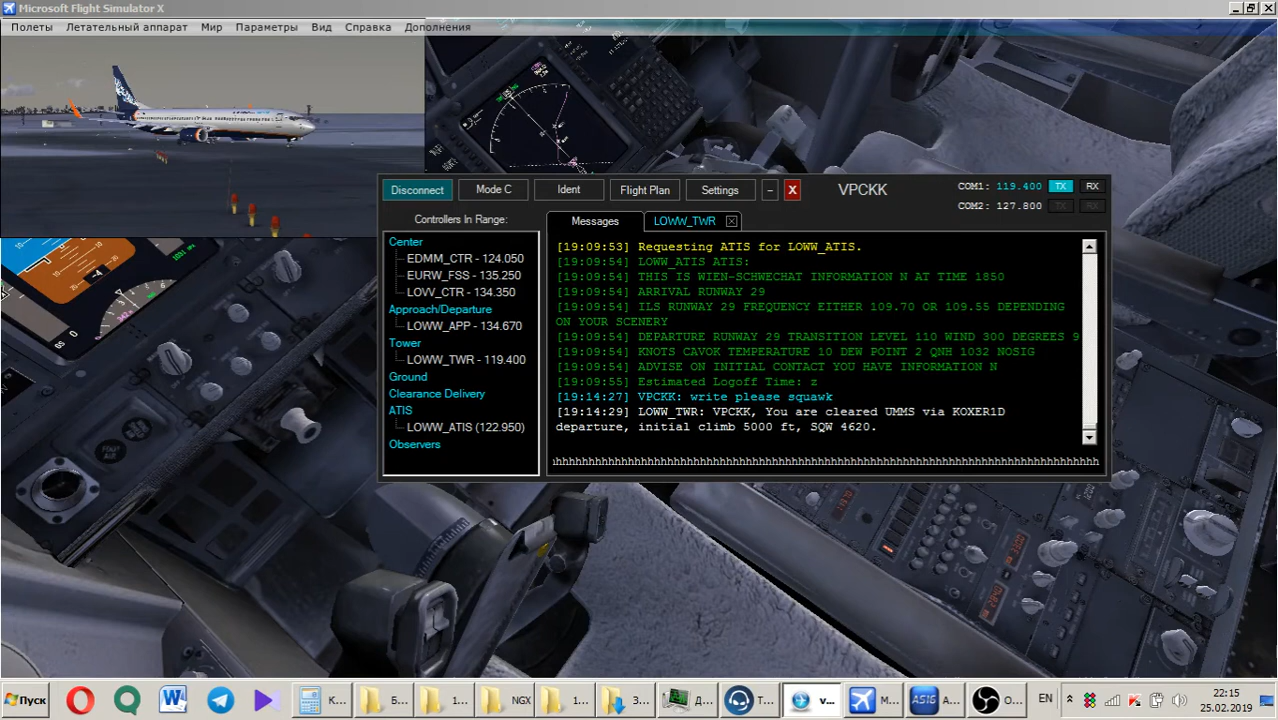 Microsoft Flight Simulator X
Полеты Летательный аппарат Мир Параметры Вид Справка Дополнения
Disconnect Mode C Ident Flight Plan Settings – X VPCKK COM1: 119.400 TX RX
COM2: 127.800 TX RX
Controllers In Range:
Center
EDMM_CTR - 124.050
EURW_FSS - 135.250
LOVV_CTR - 134.350
Approach/Departure
LOWW_APP - 134.670
Tower
LOWW_TWR - 119.400
Ground
Clearance Delivery
ATIS
LOWW_ATIS (122.950)
Observers
Messages LOWW_TWR
[19:09:53] Requesting ATIS for LOWW_ATIS.
[19:09:54] LOWW_ATIS ATIS:
[19:09:54] THIS IS WIEN-SCHWECHAT INFORMATION N AT TIME 1850
[19:09:54] ARRIVAL RUNWAY 29
[19:09:54] ILS RUNWAY 29 FREQUENCY EITHER 109.70 OR 109.55 DEPENDING
ON YOUR SCENERY
[19:09:54] DEPARTURE RUNWAY 29 TRANSITION LEVEL 110 WIND 300 DEGREES 9
[19:09:54] KNOTS CAVOK TEMPERATURE 10 DEW POINT 2 QNH 1032 NOSIG
[19:09:54] ADVISE ON INITIAL CONTACT YOU HAVE INFORMATION N
[19:09:55] Estimated Logoff Time: z
[19:14:27] VPCKK: write please squawk
[19:14:29] LOWW_TWR: VPCKK, You are cleared UMMS via KOXER1D
departure, initial climb 5000 ft, SQW 4620.
Пуск К... Б... 1... NGX 1... З... Д... T... v... M... ASIG A... O... EN 22:15
25.02.2019